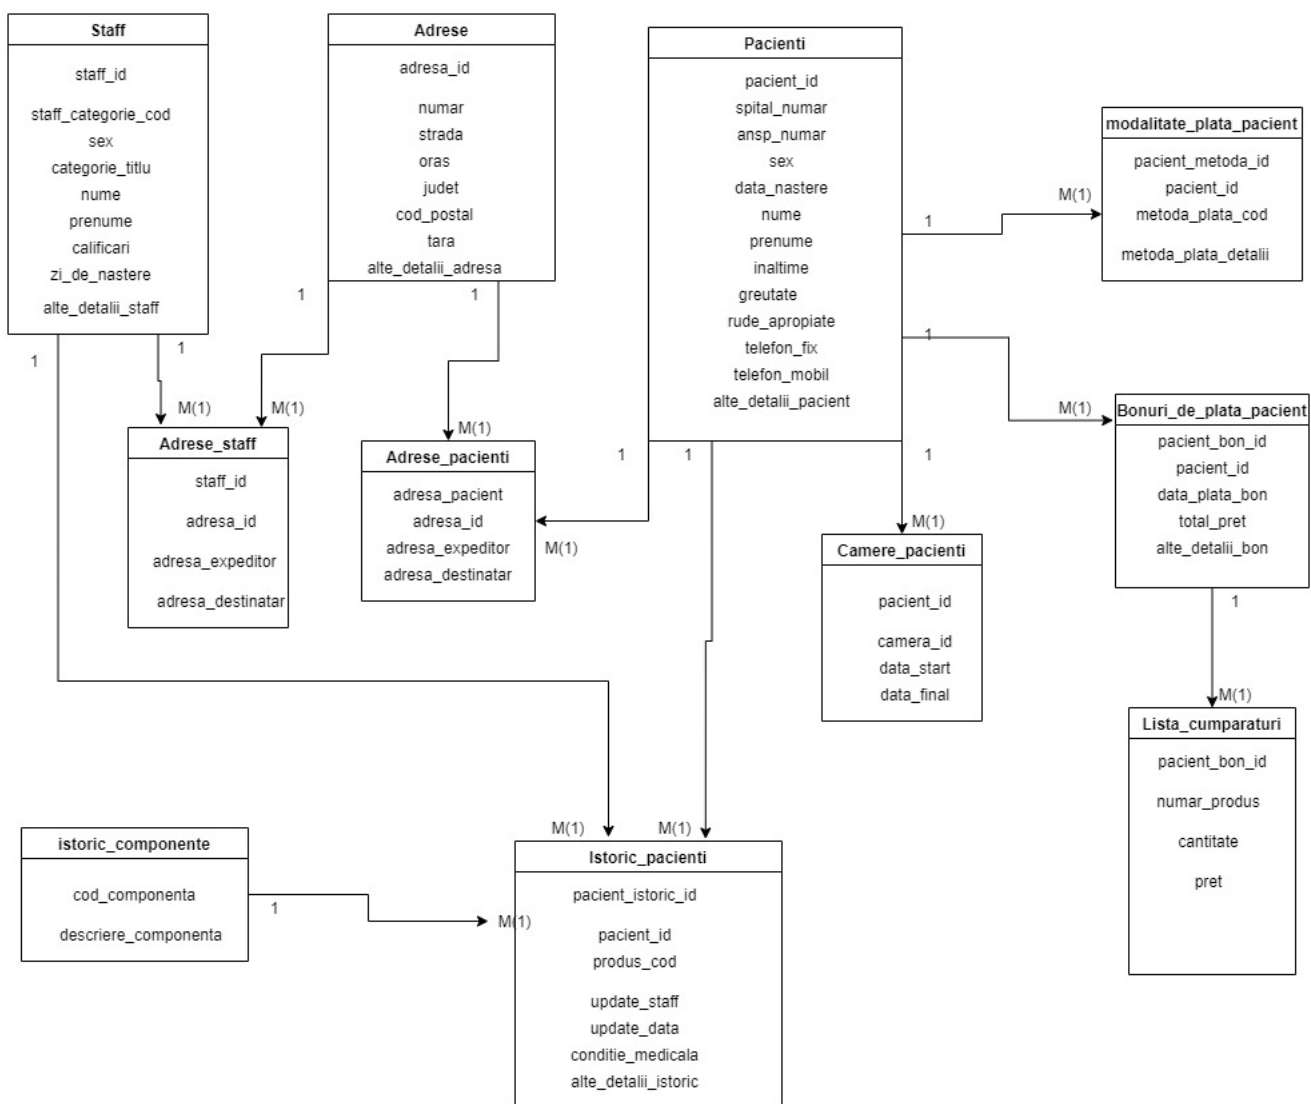 Staff
staff_id
staff_categorie_cod
sex
categorie_titlu
nume
prenume
calificari
zi_de_nastere
alte_detalii_staff
Adrese
adresa_id
numar
strada
oras
judet
cod_postal
tara
alte_detalii_adresa
Pacienti
pacient_id
spital_numar
ansp_numar
sex
data_nastere
nume
prenume
inaltime
greutate
rude_apropiate
telefon_fix
telefon_mobil
alte_detalii_pacient
modalitate_plata_pacient
pacient_metoda_id
pacient_id
metoda_plata_cod
metoda_plata_detalii
1
M(1)
1
M(1)
1
1
1
1
M(1)
M(1)
M(1)
Adrese_staff
staff_id
adresa_id
adresa_expeditor
adresa_destinatar
Adrese_pacienti
adresa_pacient
adresa_id
adresa_expeditor
adresa_destinatar
1
1
1
M(1)
M(1)
Camere_pacienti
pacient_id
camera_id
data_start
data_final
Bonuri_de_plata_pacient
pacient_bon_id
pacient_id
data_plata_bon
total_pret
alte_detalii_bon
1
M(1)
Lista_cumparaturi
pacient_bon_id
numar_produs
cantitate
pret
istoric_componente
cod_componenta
descriere_componenta
1
M(1)
M(1)
M(1)
Istoric_pacienti
pacient_istoric_id
pacient_id
produs_cod
update_staff
update_data
conditie_medicala
alte_detalii_istoric